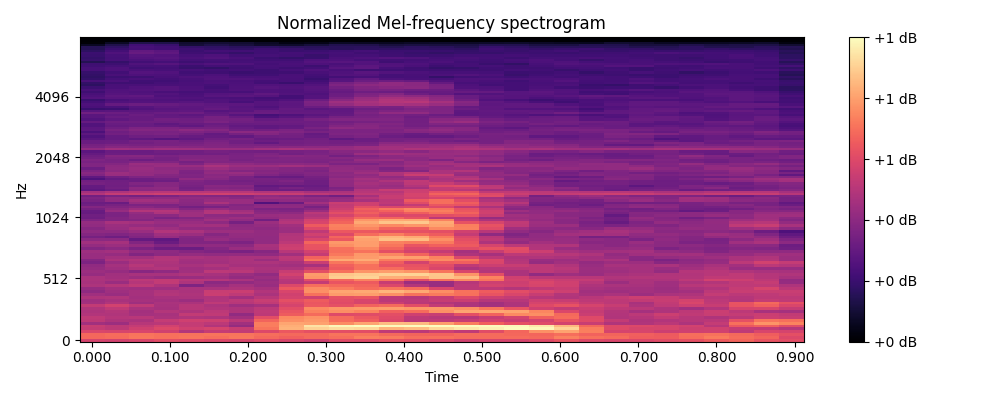 Normalized Mel-frequency spectrogram
Hz
4096
2048
1024
512
0
0.000 0.100 0.200 0.300 0.400 0.500 0.600 0.700 0.800 0.900
Time
+1 dB
+1 dB
+1 dB
+0 dB
+0 dB
+0 dB